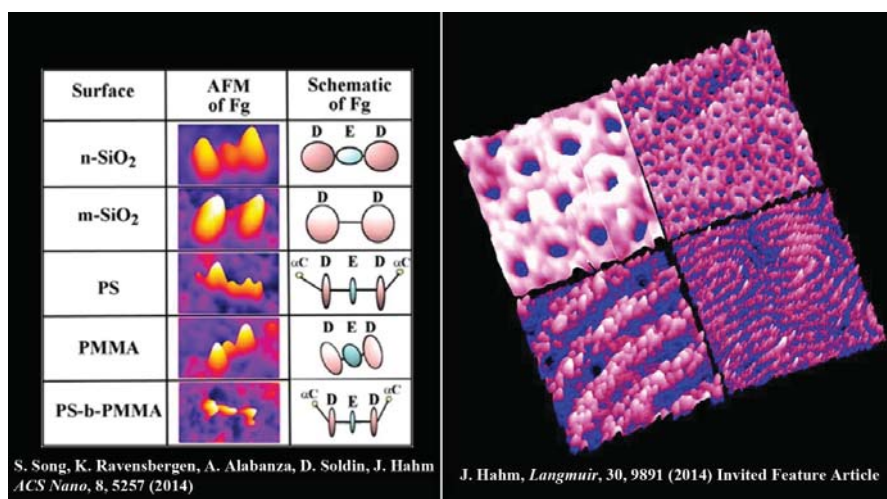 Surface AFM of Fg Schematic of Fg
n-SiO₂ D E D
m-SiO₂ D D
PS αC D E D αC
PMMA D E D
PS-b-PMMA αC D E D αC
S. Song, K. Ravensbergen, A. Alabanza, D. Soldin, J. Hahm
ACS Nano, 8, 5257 (2014)
J. Hahm, Langmuir, 30, 9891 (2014) Invited Feature Article